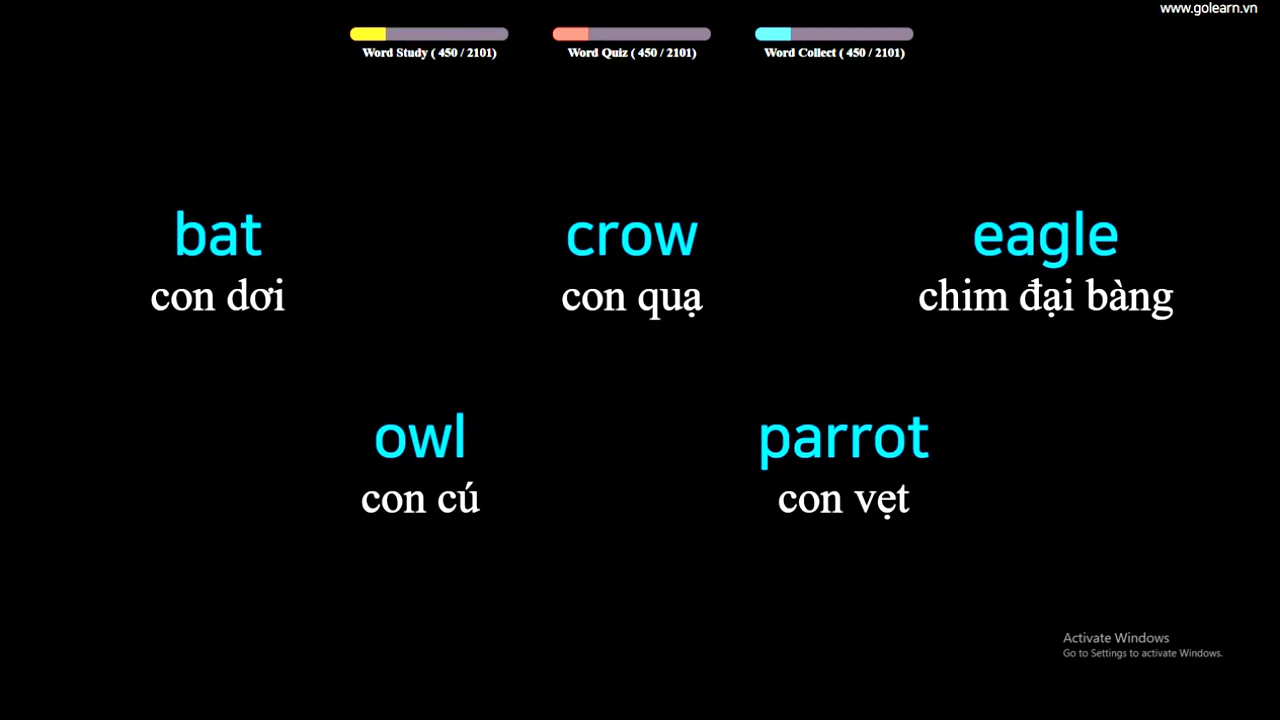 www.golearn.vn
Word Study ( 450 / 2101)
Word Quiz ( 450 / 2101)
Word Collect ( 450 / 2101)
bat
con dơi
crow
con quạ
eagle
chim đại bàng
owl
con cú
parrot
con vẹt
Activate Windows
Go to Settings to activate Windows.